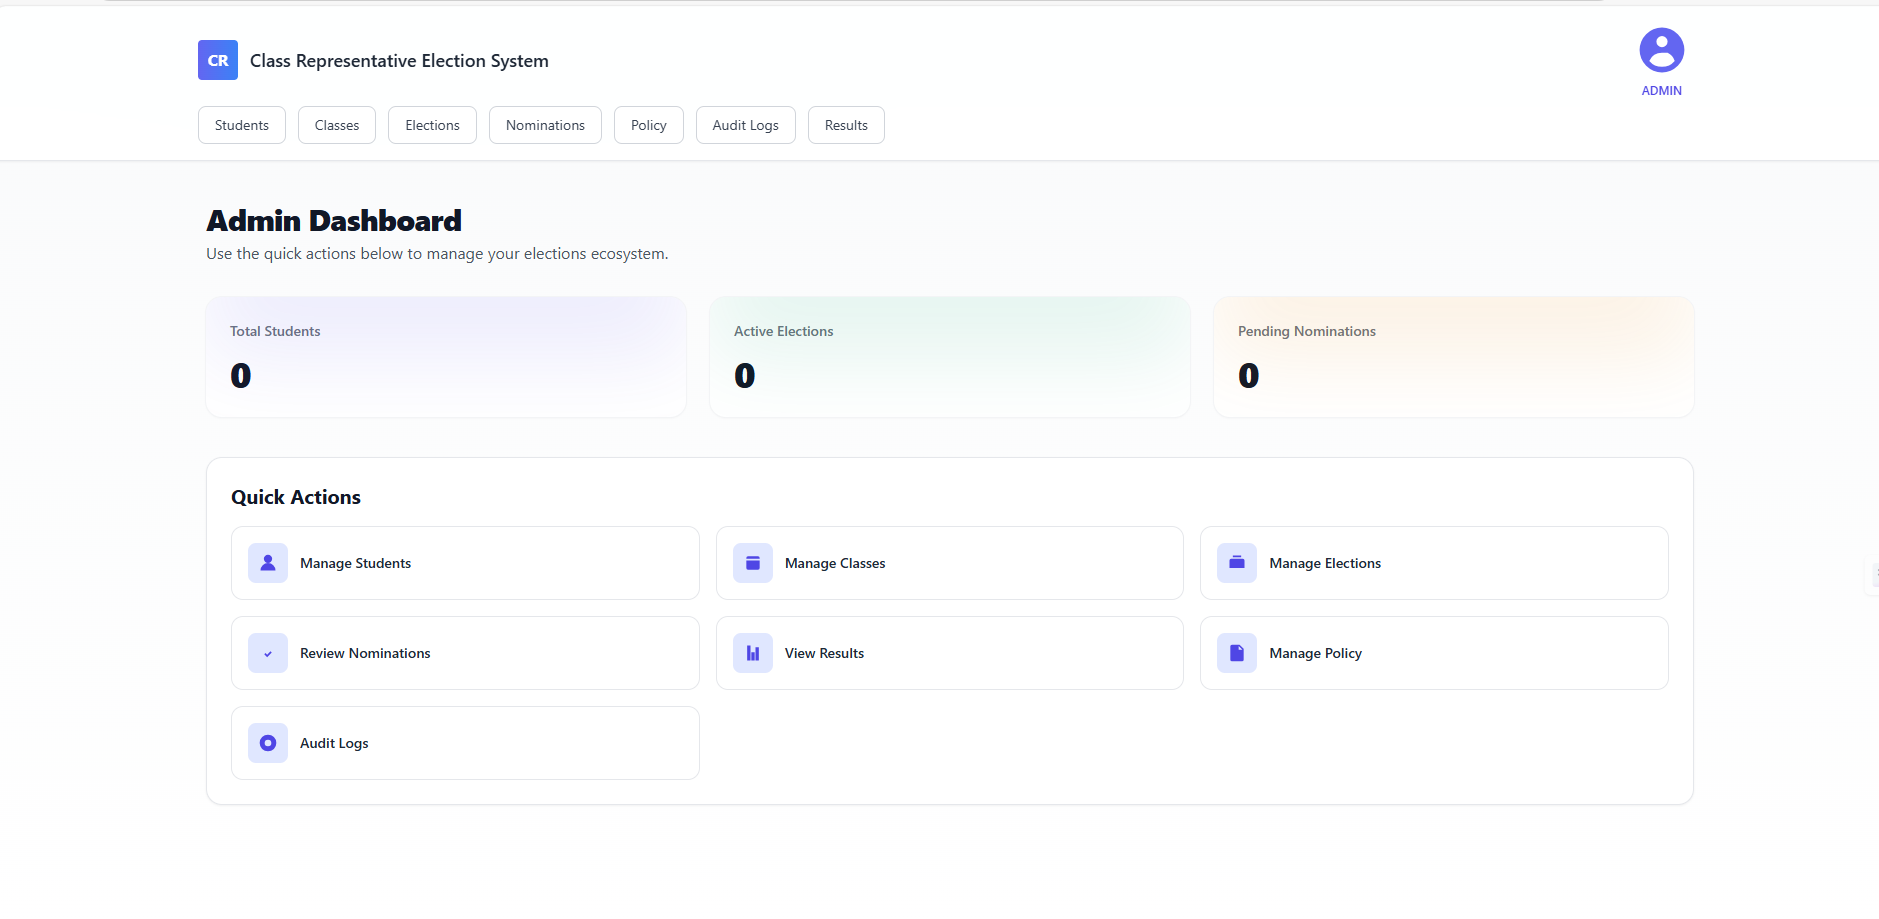 CR Class Representative Election System
ADMIN
Students Classes Elections Nominations Policy Audit Logs Results
Admin Dashboard
Use the quick actions below to manage your elections ecosystem.
Total Students Active Elections Pending Nominations
0 0 0
Quick Actions
Manage Students Manage Classes Manage Elections
Review Nominations View Results Manage Policy
Audit Logs